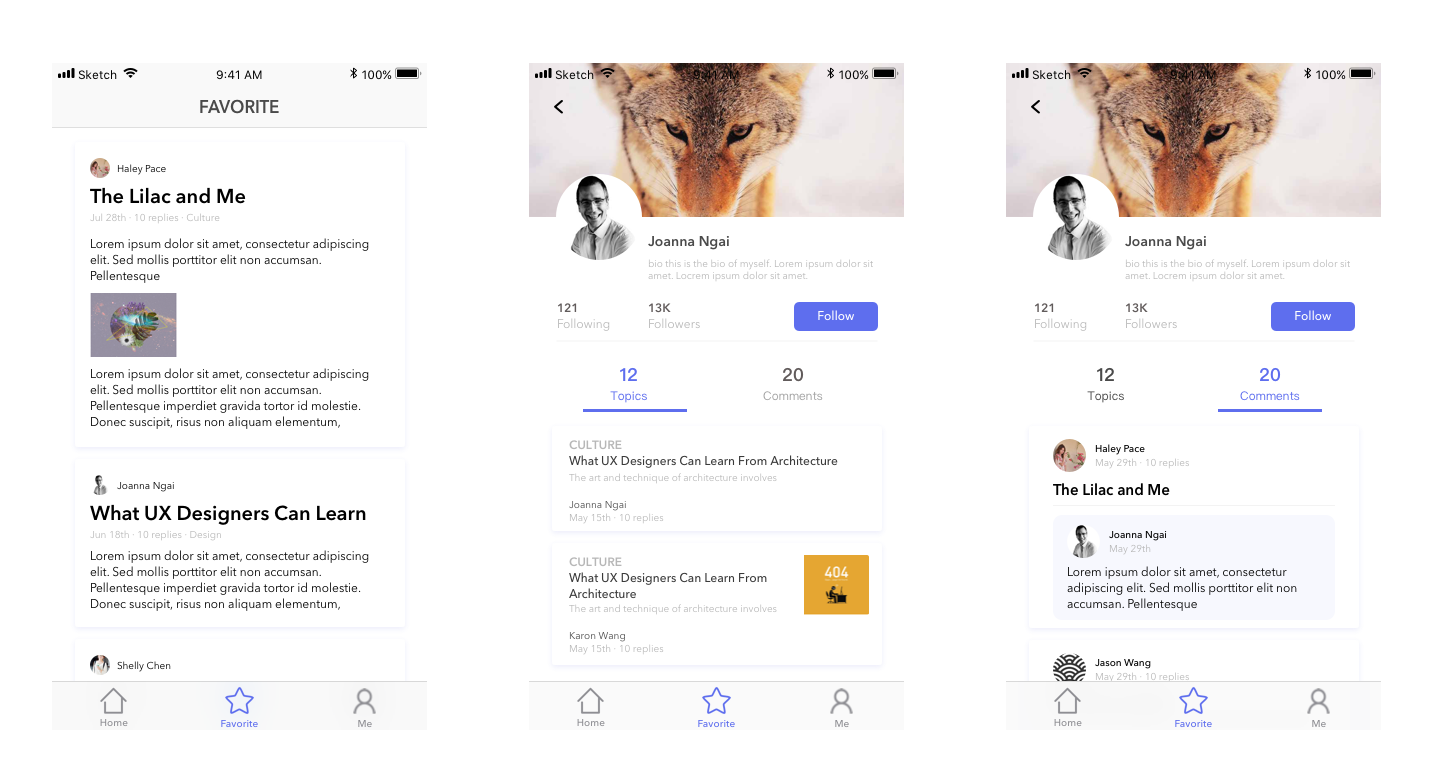 Sketch 9:41 AM 100%
FAVORITE
Haley Pace
The Lilac and Me
Jul 28th · 10 replies · Culture
Lorem ipsum dolor sit amet, consectetur adipiscing
elit. Sed mollis porttitor elit non accumsan.
Pellentesque
Lorem ipsum dolor sit amet, consectetur adipiscing
elit. Sed mollis porttitor elit non accumsan.
Pellentesque imperdiet gravida tortor id molestie.
Donec suscipit, risus non aliquam elementum,
Joanna Ngai
What UX Designers Can Learn
Jun 18th · 10 replies · Design
Lorem ipsum dolor sit amet, consectetur adipiscing
elit. Sed mollis porttitor elit non accumsan.
Pellentesque imperdiet gravida tortor id molestie.
Donec suscipit, risus non aliquam elementum,
Shelly Chen
Home Favorite Me
Sketch 9:41 AM 100%
Joanna Ngai
bio this is the bio of myself. Lorem ipsum dolor sit
amet. Locrem ipsum dolor sit amet.
121 13K
Following Followers Follow
12 20
Topics Comments
CULTURE
What UX Designers Can Learn From Architecture
The art and technique of architecture involves
Joanna Ngai
May 15th · 10 replies
CULTURE
What UX Designers Can Learn From
Architecture
The art and technique of architecture involves
404
Karon Wang
May 15th · 10 replies
Home Favorite Me
Sketch 9:41 AM 100%
Joanna Ngai
bio this is the bio of myself. Lorem ipsum dolor sit
amet. Locrem ipsum dolor sit amet.
121 13K
Following Followers Follow
12 20
Topics Comments
Haley Pace
May 29th · 10 replies
The Lilac and Me
Joanna Ngai
May 29th
Lorem ipsum dolor sit amet, consectetur
adipiscing elit. Sed mollis porttitor elit non
accumsan. Pellentesque
Jason Wang
May 29th · 10 replies
Home Favorite Me